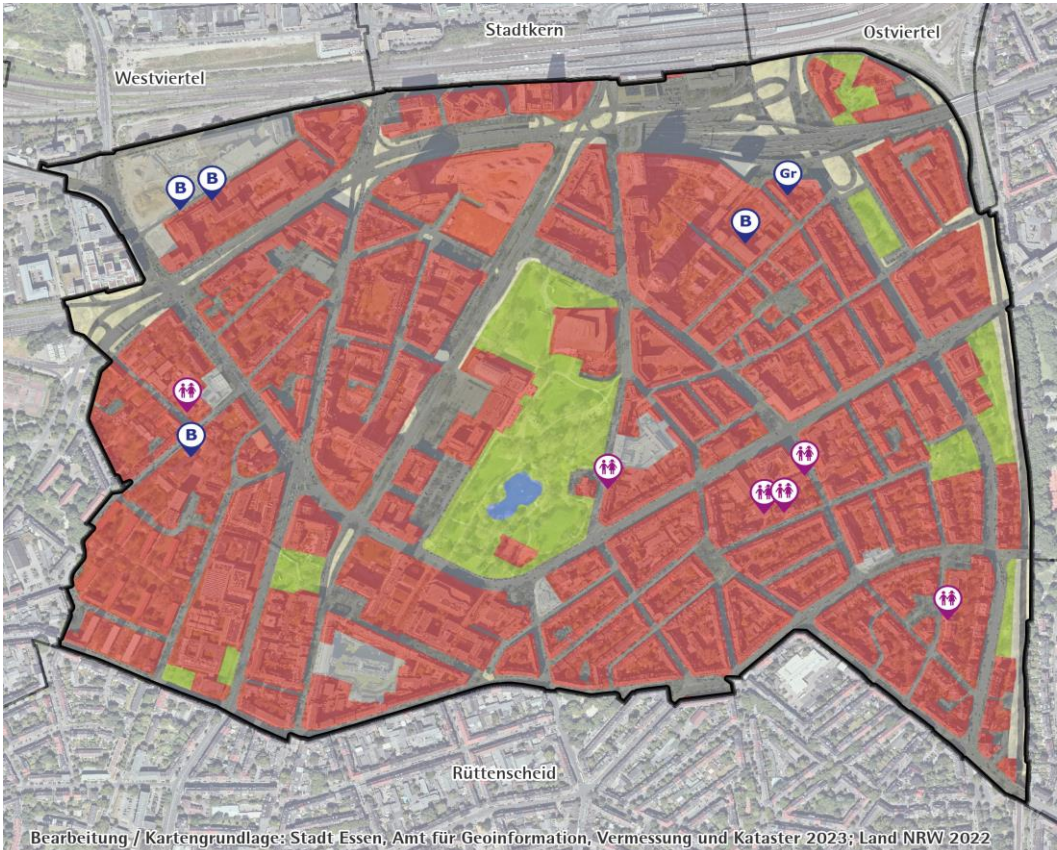 Stadtkern
Ostviertel
Westviertel
B
B
Gr
B
B
Rüttenscheid
Bearbeitung / Kartengrundlage: Stadt Essen, Amt für Geoinformation, Vermessung und Kataster 2023; Land NRW 2022